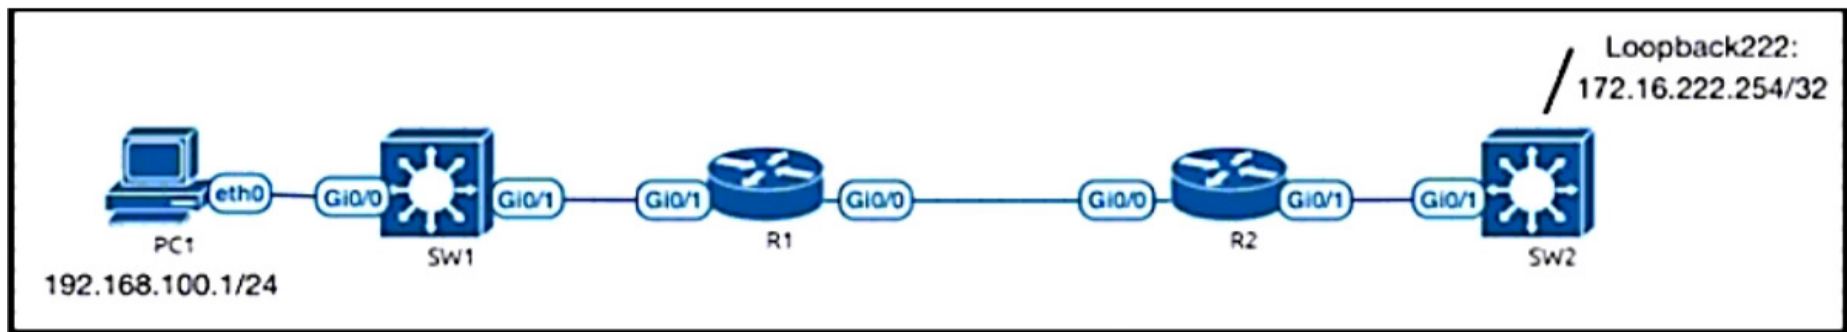 Loopback222:
172.16.222.254/32
eth0
Gi0/0
Gi0/1
Gi0/1
Gi0/0
Gi0/0
Gi0/1
Gi0/1
PC1
SW1
R1
R2
SW2
192.168.100.1/24